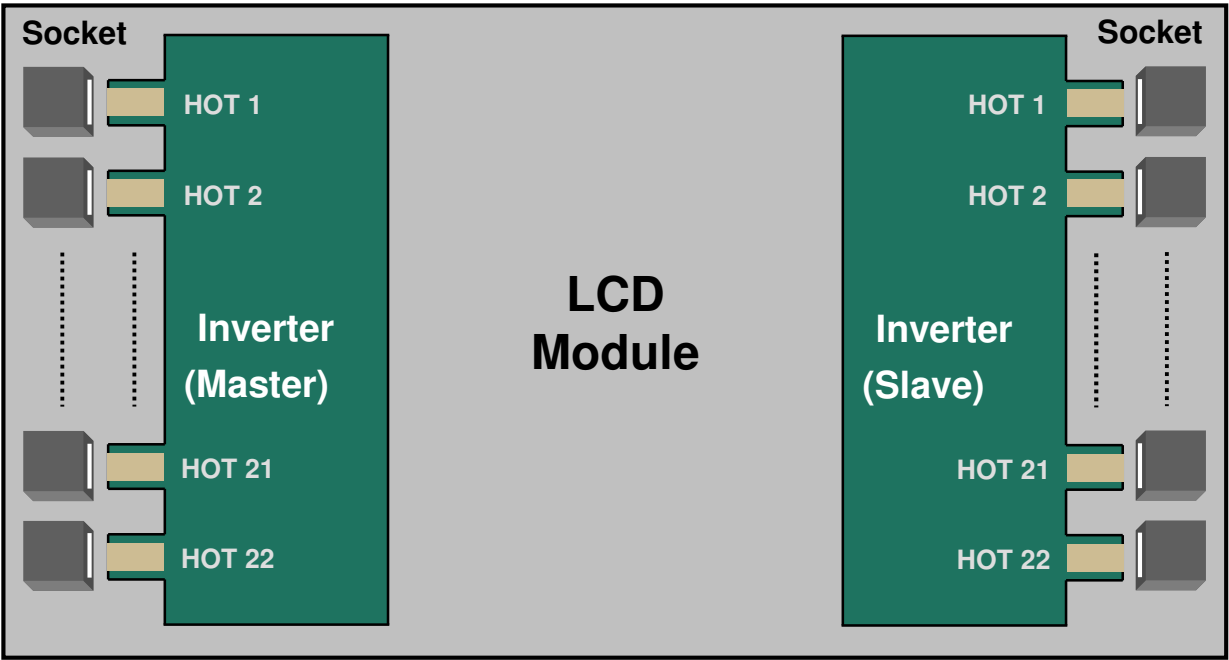 Socket
Socket
HOT 1
HOT 1
HOT 2
HOT 2
LCD
Module
Inverter
(Master)
Inverter
(Slave)
HOT 21
HOT 21
HOT 22
HOT 22